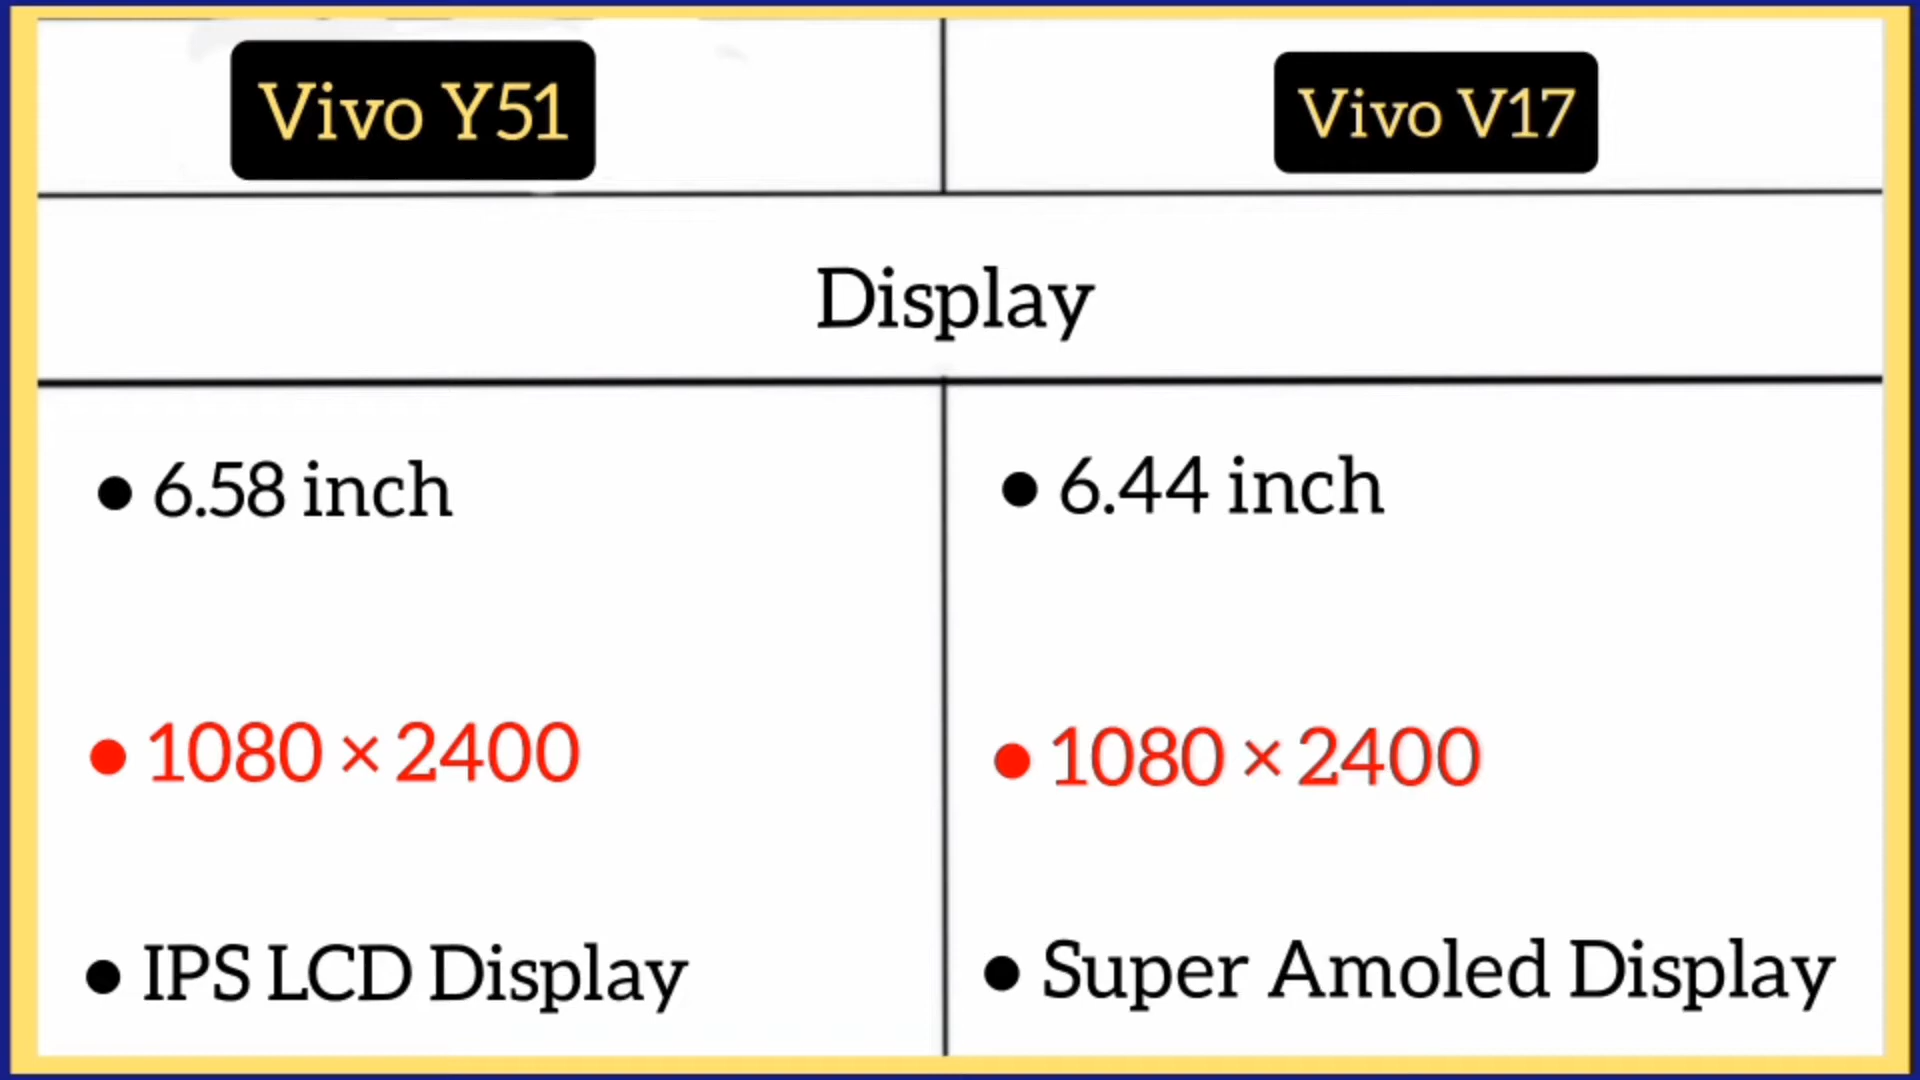 Vivo Y51
Vivo V17
Display
• 6.58 inch
• 6.44 inch
• 1080 × 2400
• 1080 × 2400
• IPS LCD Display
• Super Amoled Display